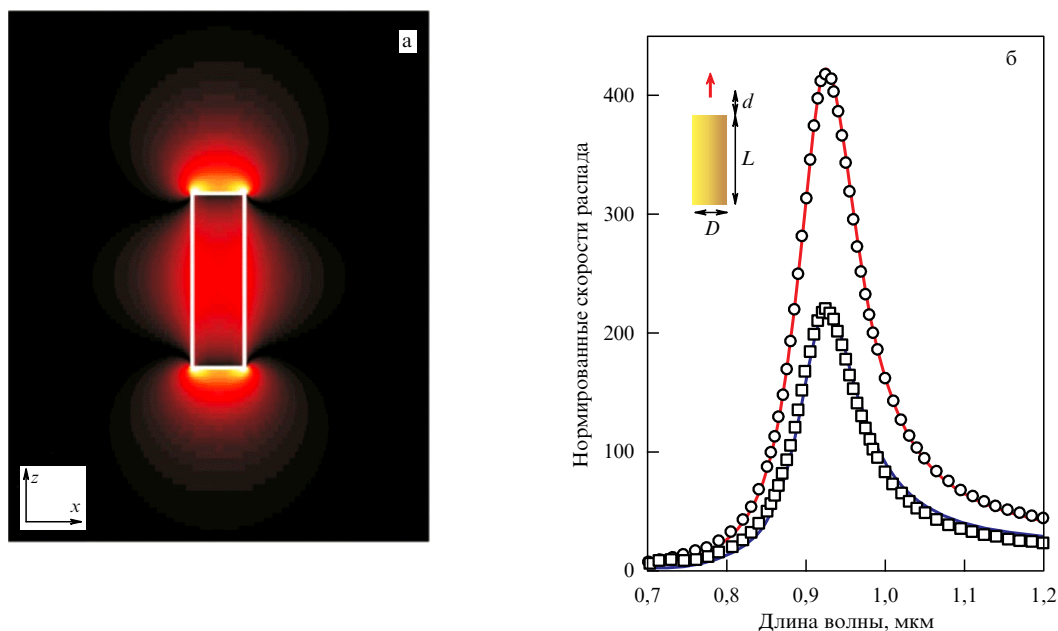 а
z
x
б
Нормированные скорости распада
400
300
200
100
0
d
L
D
0,7
0,8
0,9
1,0
1,1
1,2
Длина волны, мкм